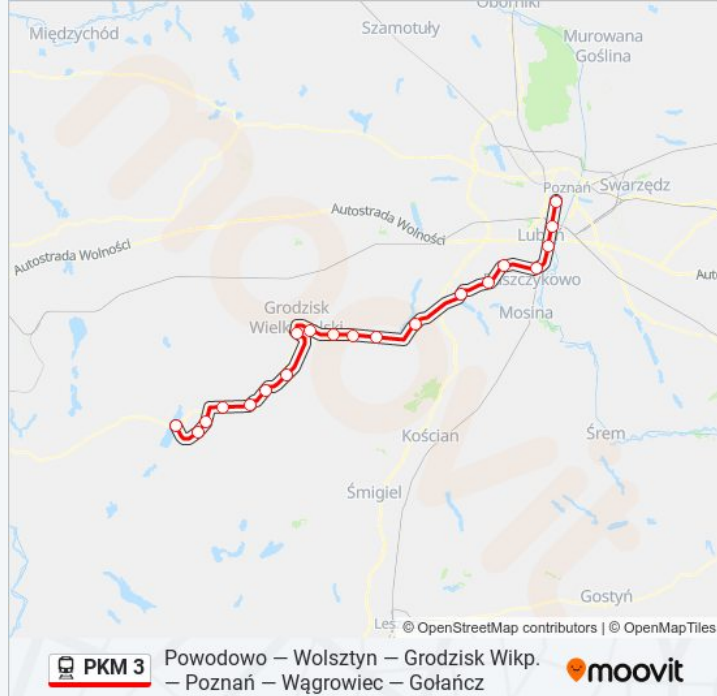 Oborniki
Międzychód
Szamotuły
Murowana
Goślina
Poznań
Swarzędz
Autostrada Wolności
Luboń
Autostrada Wolności
Puszczykowo
Mosina
Grodzisk
Wielkopolski
Kościan
Śrem
Śmigiel
Gostyń
© OpenStreetMap contributors | © OpenMapTiles
PKM 3
Powodowo — Wolsztyn — Grodzisk Wlkp.
— Poznań — Wągrowiec — Gołańcz
moovit